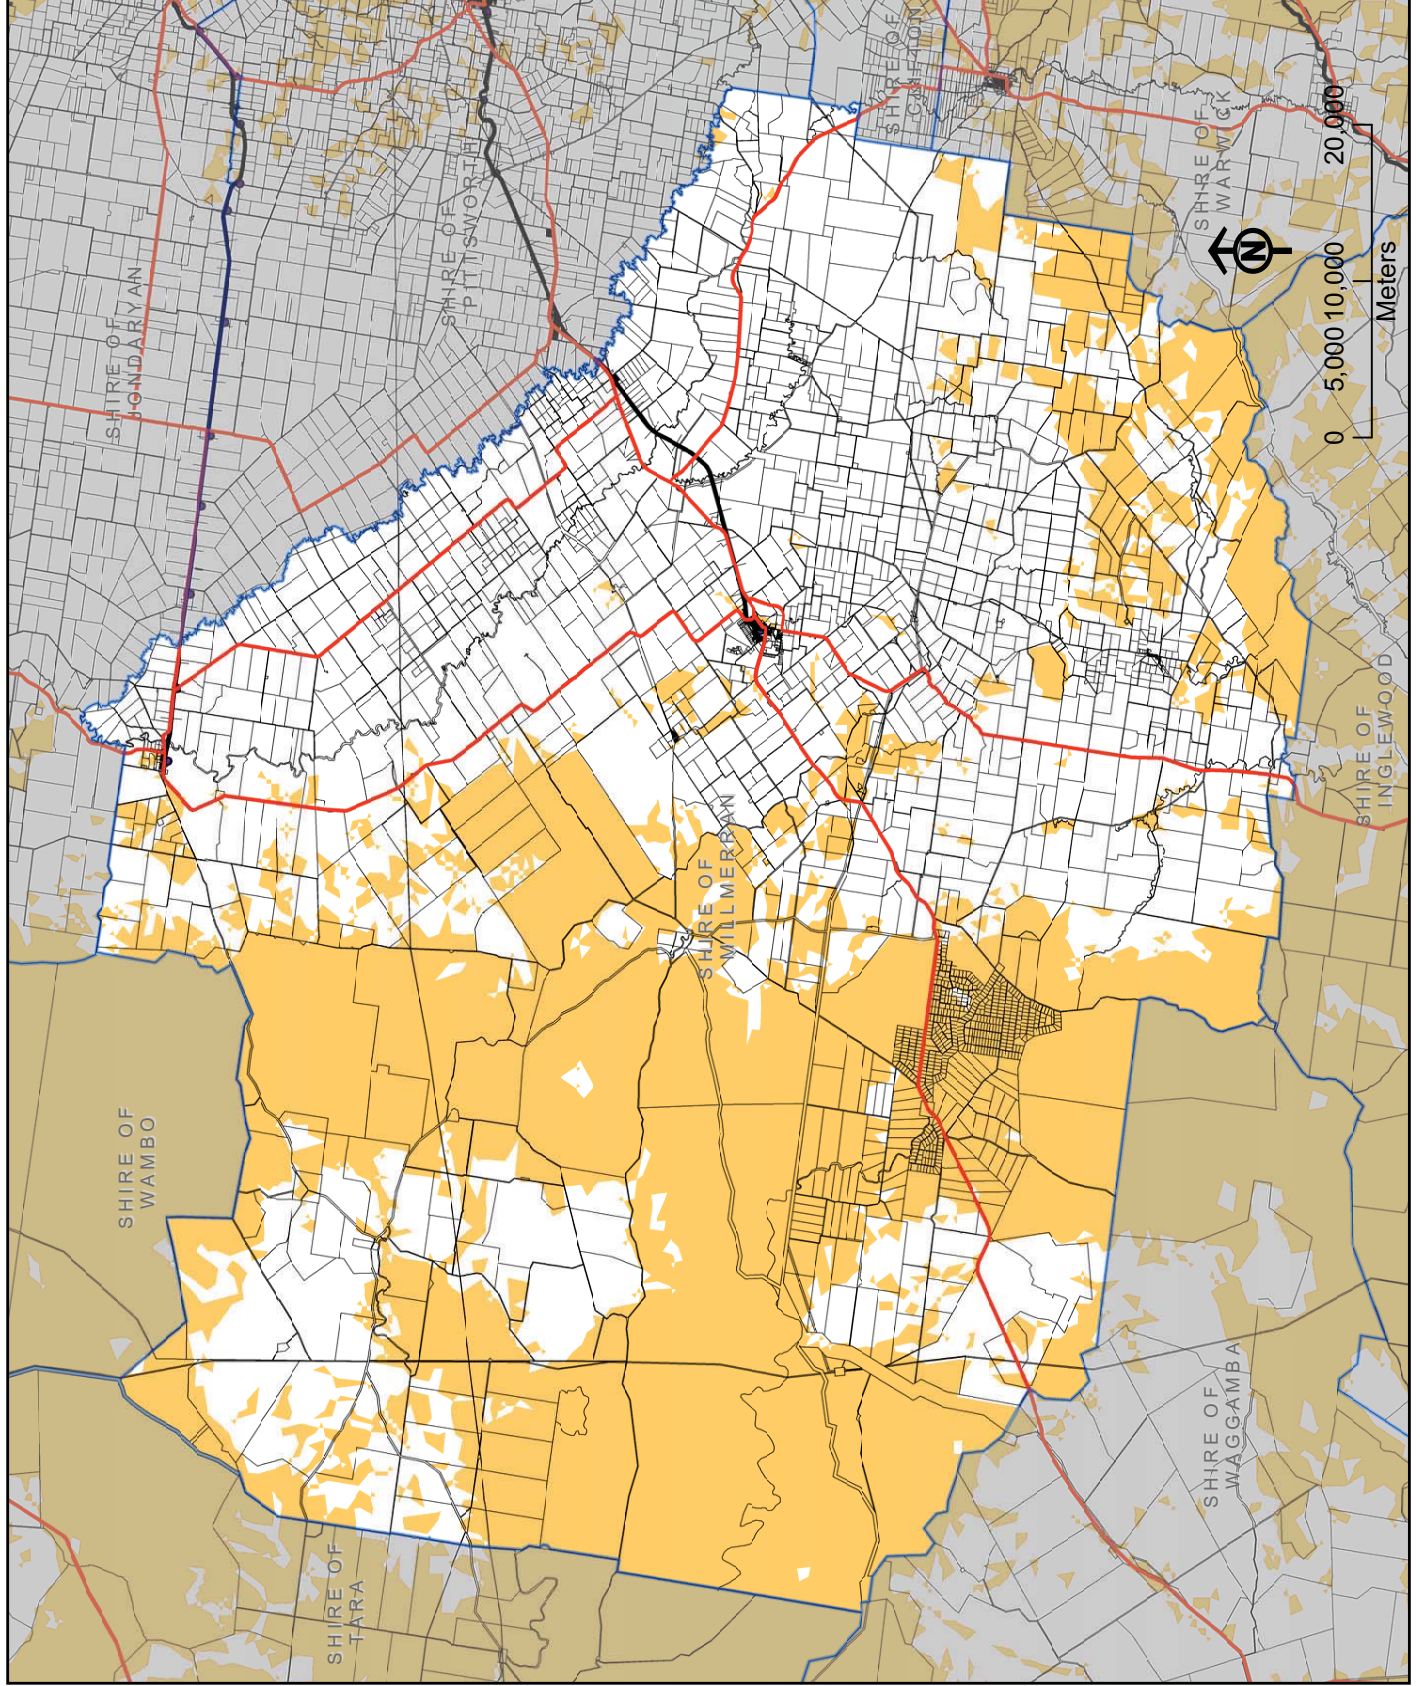 SHIRE OF
JONDARYAN
SHIRE OF
PITTSWORTH
SHIRE OF
CLIFTON
SHIRE OF
WARWICK
SHIRE OF
WAMBO
SHIRE OF
MILLMERRAN
SHIRE OF
INGLEWOOD
SHIRE OF
TARA
SHIRE OF
WAGGAMBA
N
0 5,000 10,000 20,000
Meters